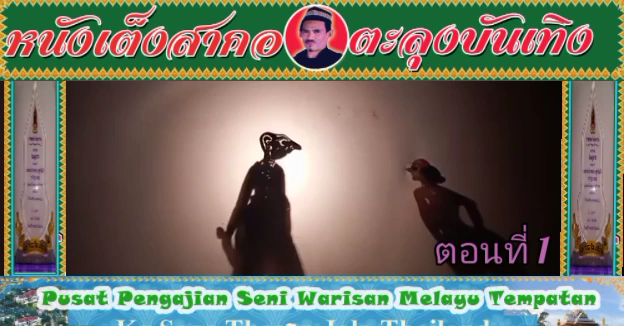 หนังเต็งสาคอ ตะลุงบันเทิง
ตอนที่ 1
Pusat Pengajian Seni Warisan Melayu Tempatan